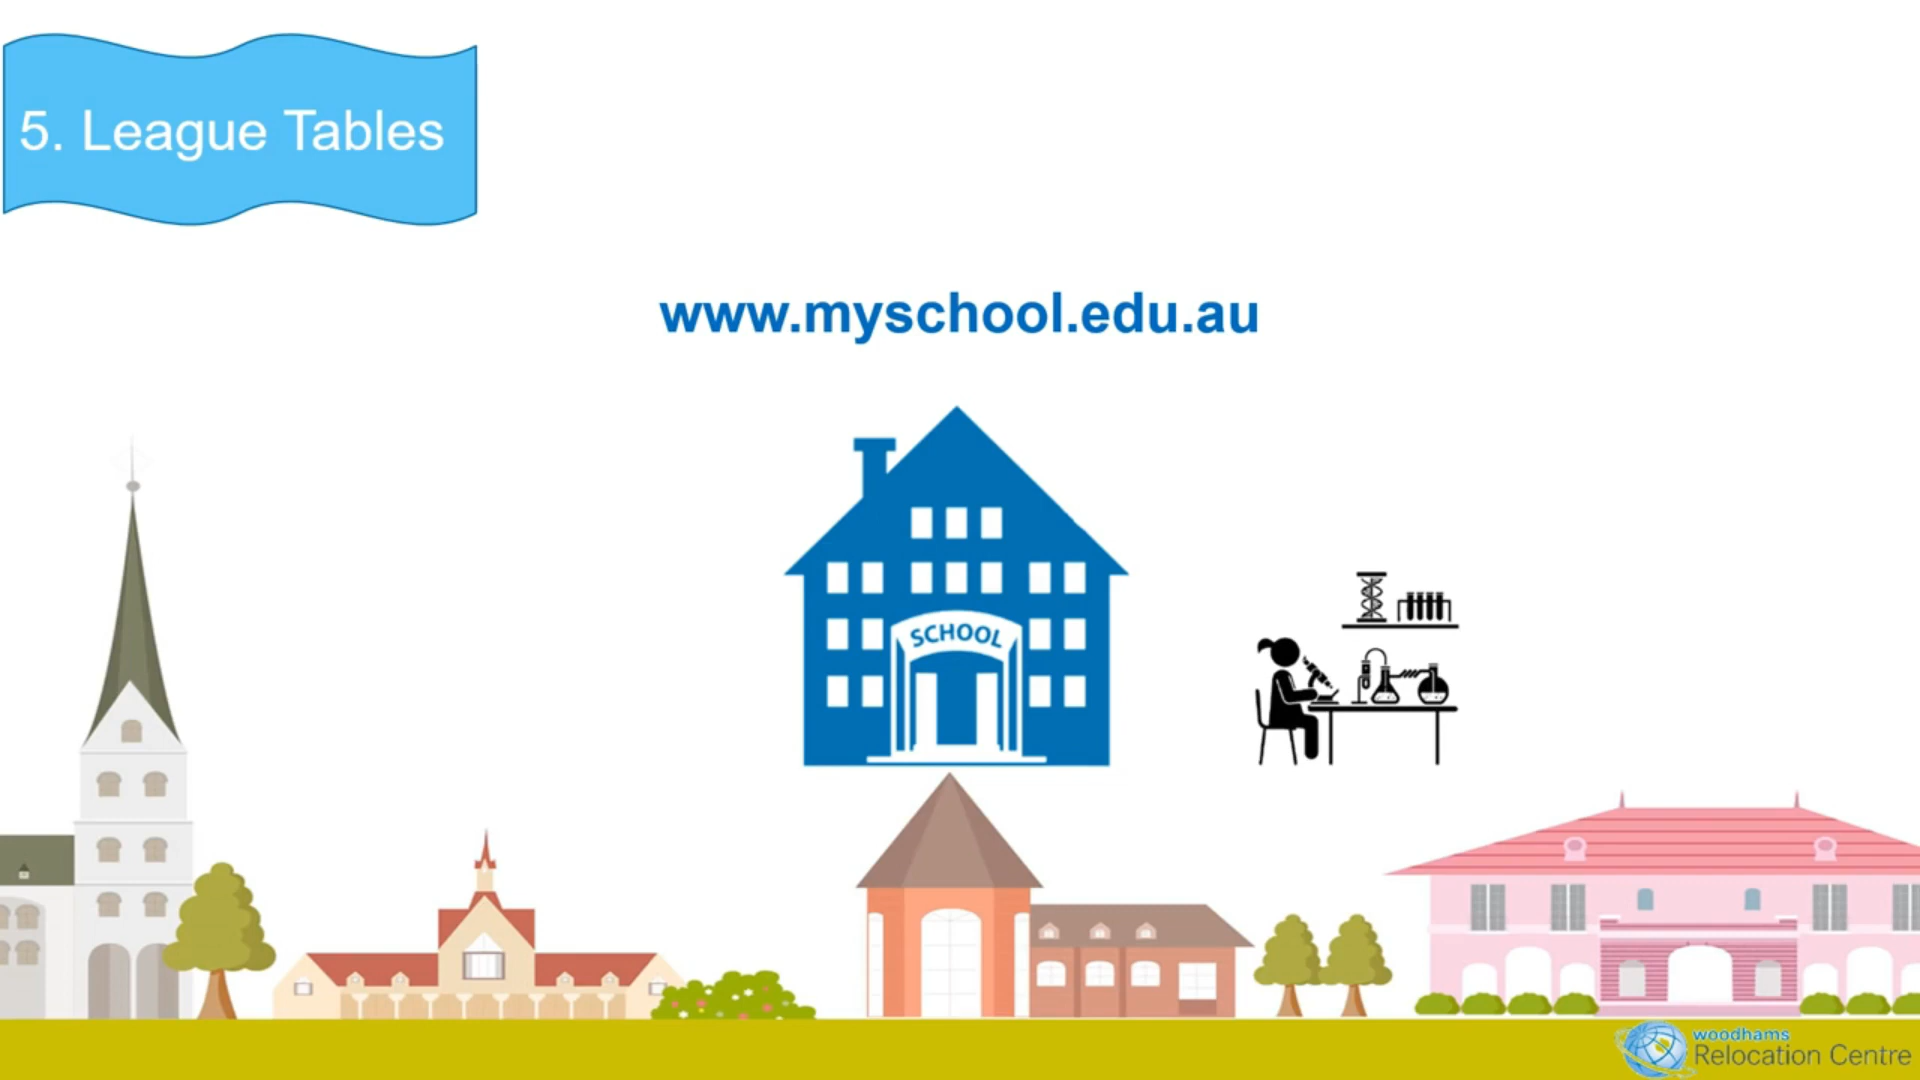 5. League Tables
www.myschool.edu.au
SCHOOL
woodhams
Relocation Centre